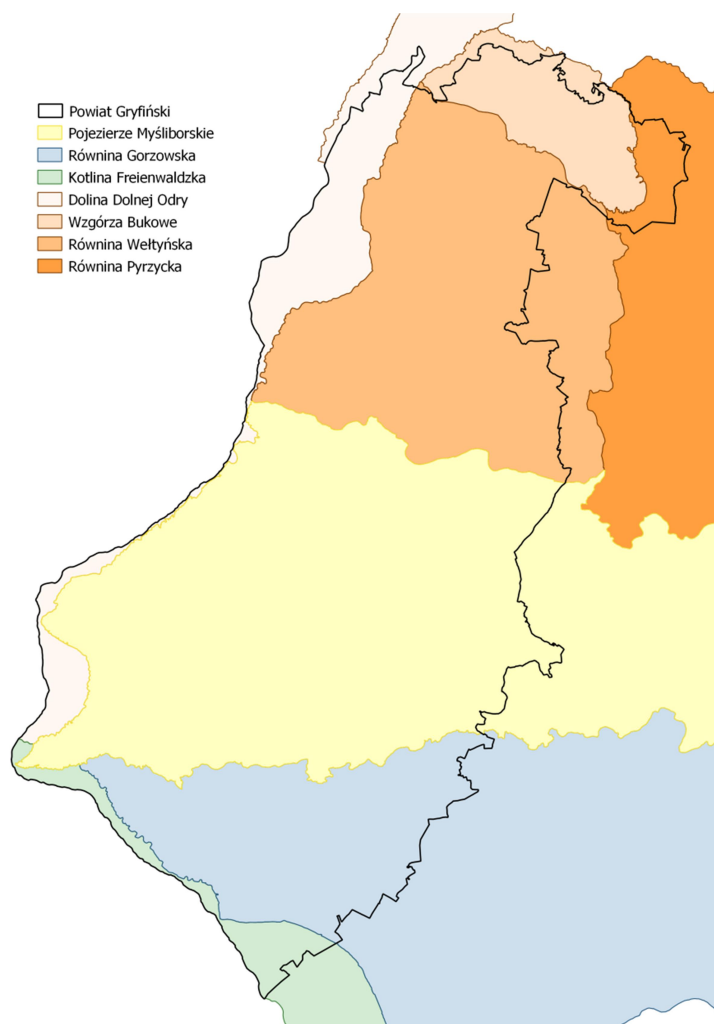 Powiat Gryfiński
Pojezierze Myśliborskie
Równina Gorzowska
Kotlina Freienwaldzka
Dolina Dolnej Odry
Wzgórza Bukowe
Równina Wełtyńska
Równina Pyrzycka